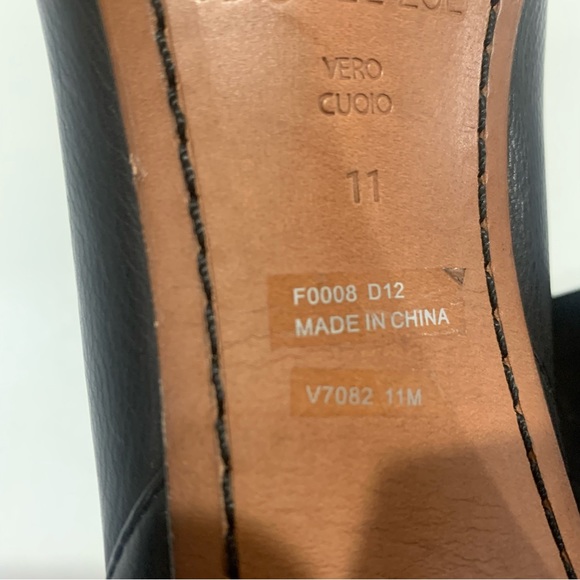 VERO
CUOIO
11
F0008 D12
MADE IN CHINA
V7082 11M